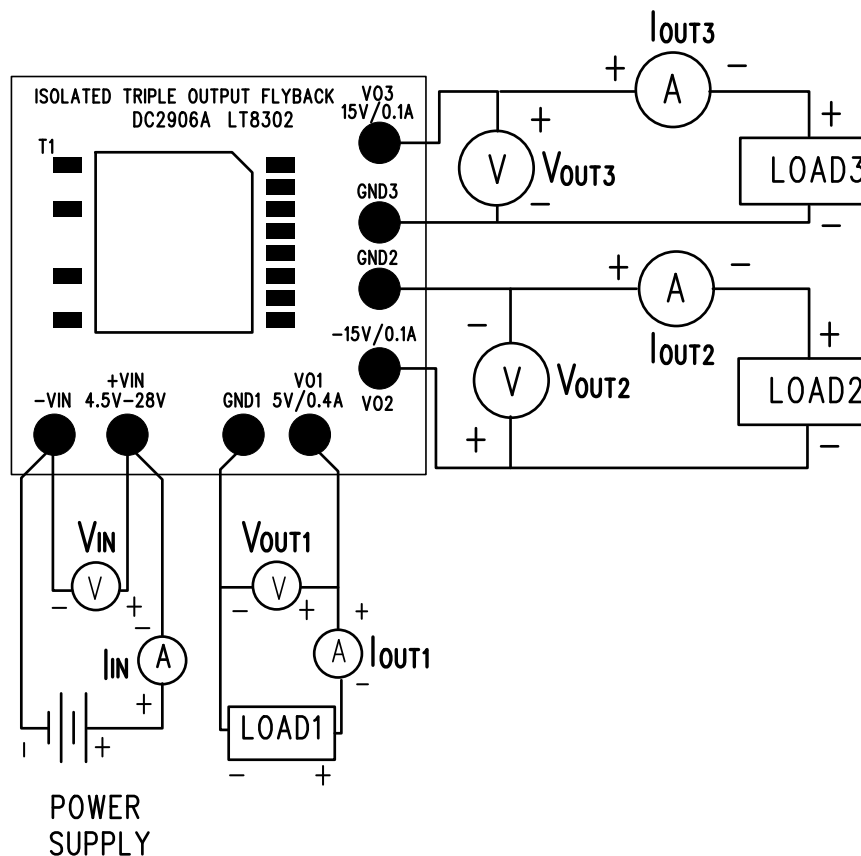 IOUT3
+ A −
ISOLATED TRIPLE OUTPUT FLYBACK
DC2906A LT8302
VO3
15V/0.1A
T1
+
V VOUT3
−
+
LOAD3
−
GND3
GND2
+ A −
IOUT2
−
V VOUT2
+
+
LOAD2
−
-15V/0.1A
VO2
-VIN
+VIN
4.5V-28V
GND1
VO1
5V/0.4A
VIN
− V +
VOUT1
− V +
−
IIN A
+
+
A IOUT1
−
LOAD1
− +
− +
POWER
SUPPLY